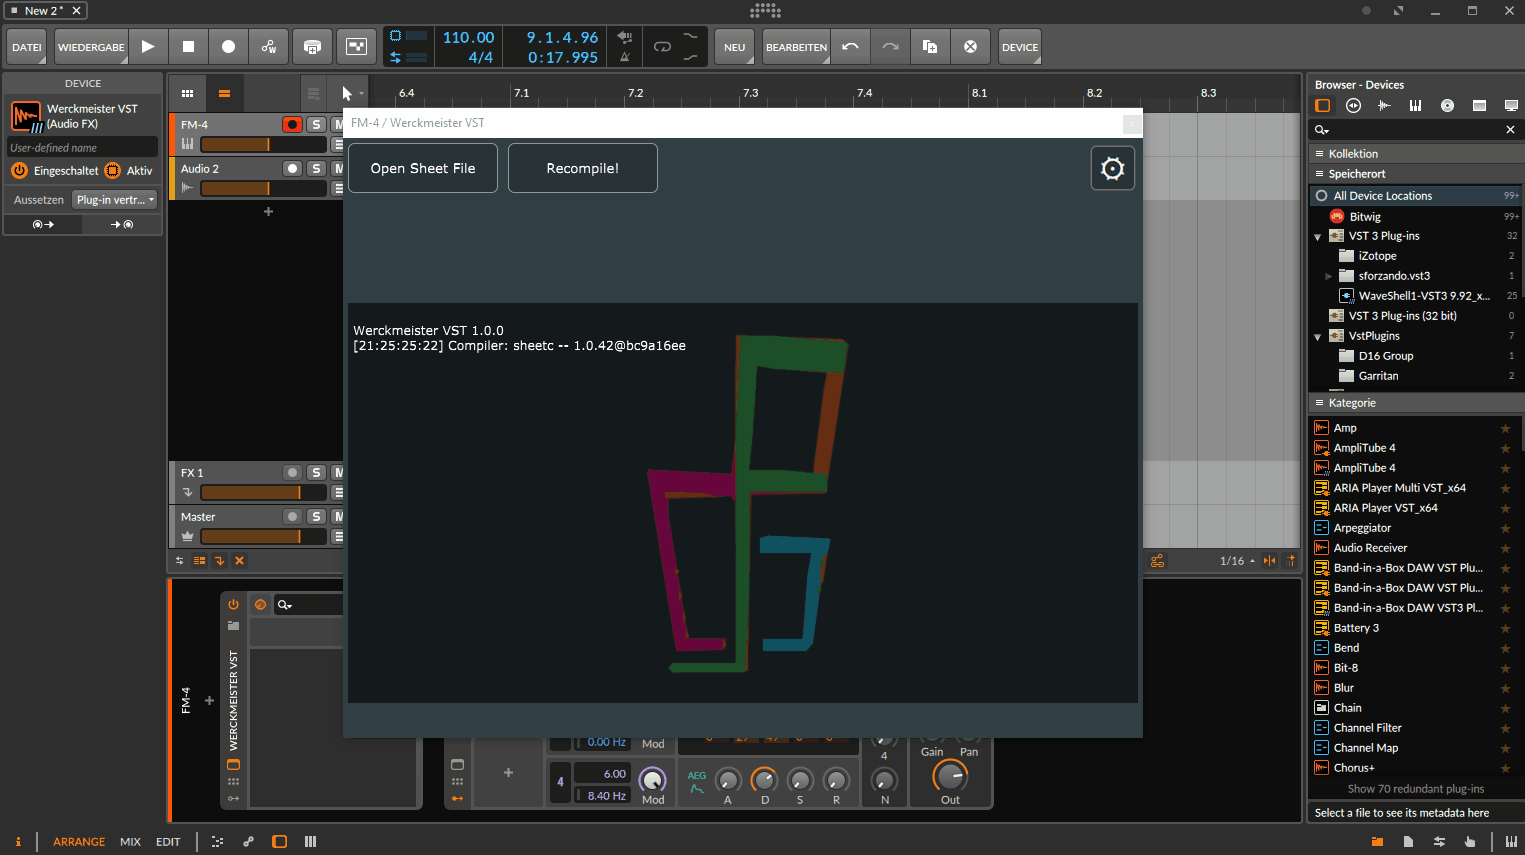 New 2 *
DATEI
WIEDERGABE
110.00
4/4
9.1.4.96
0:17.995
NEU
BEARBEITEN
DEVICE
DEVICE
Werckmeister VST
(Audio FX)
User-defined name
Eingeschaltet
Aktiv
Aussetzen
Plug-in vertr...
6.4
7.1
7.2
7.3
7.4
8.1
8.2
8.3
FM-4
S
M
Audio 2
S
M
FX 1
S
M
Master
S
M
1/16
FM-4 / Werckmeister VST
Open Sheet File
Recompile!
Werckmeister VST 1.0.0
[21:25:25:22] Compiler: sheetc -- 1.0.42@bc9a16ee
FM-4
WERCKMEISTER VST
0.00 Hz
Mod
4
6.00
8.40 Hz
Mod
AEG
A
D
S
R
4
N
Gain
Pan
Out
Browser - Devices
Kollektion
Speicherort
All Device Locations
99+
Bitwig
99+
VST 3 Plug-ins
32
iZotope
2
sforzando.vst3
1
WaveShell1-VST3 9.92_x...
25
VST 3 Plug-ins (32 bit)
0
VstPlugins
7
D16 Group
1
Garritan
2
Kategorie
Amp
AmpliTube 4
AmpliTube 4
ARIA Player Multi VST_x64
ARIA Player VST_x64
Arpeggiator
Audio Receiver
Band-in-a-Box DAW VST Plu...
Band-in-a-Box DAW VST Plu...
Band-in-a-Box DAW VST3 Pl...
Battery 3
Bend
Bit-8
Blur
Chain
Channel Filter
Channel Map
Chorus+
Show 70 redundant plug-ins
Select a file to see its metadata here
i
ARRANGE
MIX
EDIT